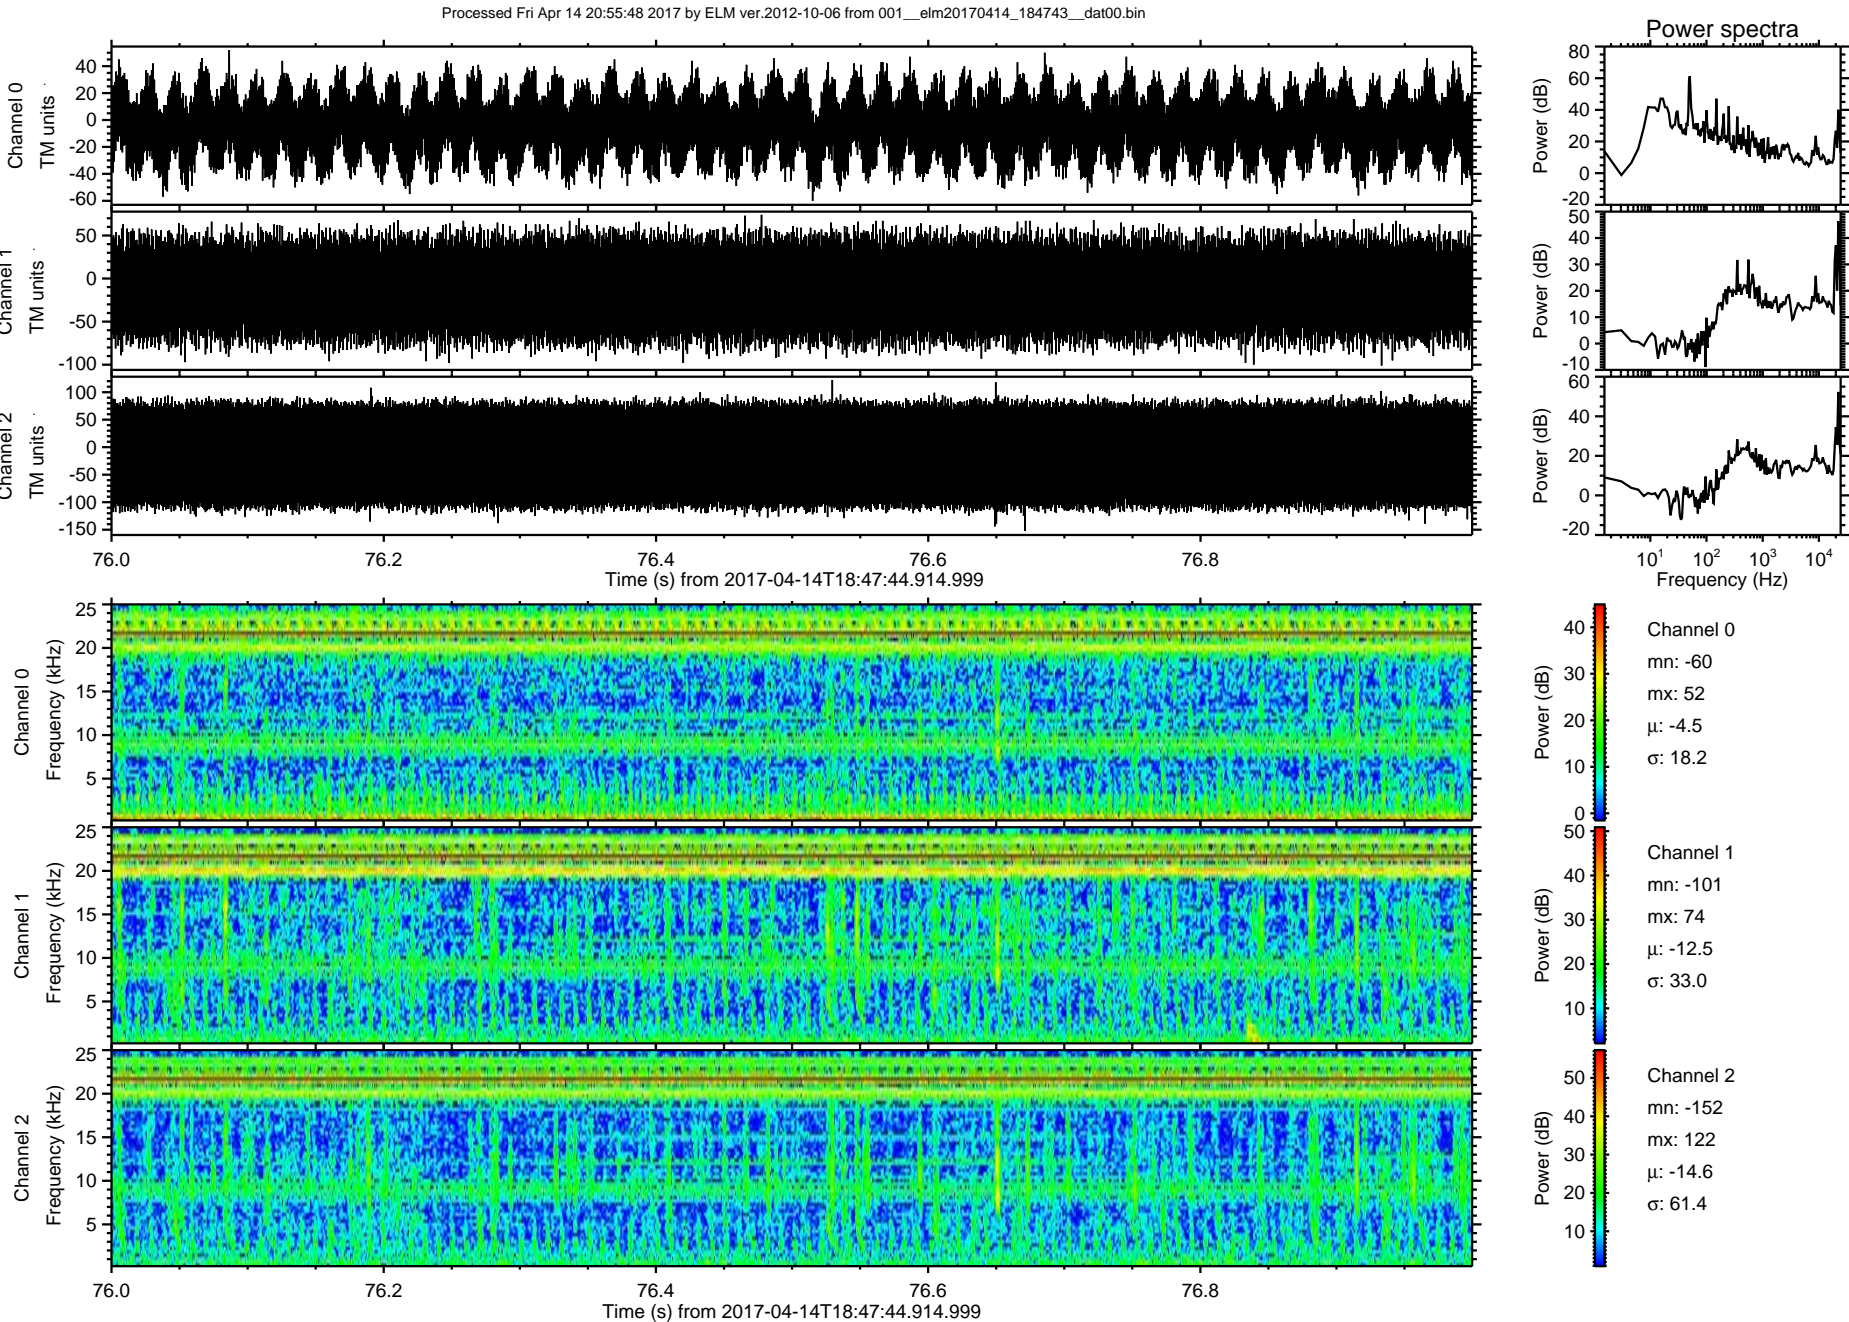 Processed Fri Apr 14 20:55:48 2017 by ELM ver.2012-10-06 from 001__elm20170414_184743__dat00.bin
Power spectra
Channel 0
TM units
40
20
0
-20
-40
-60
Power (dB)
80
60
40
20
0
-20
Channel 1
TM units
50
0
-50
-100
Power (dB)
50
40
30
20
10
0
-10
Channel 2
TM units
100
50
0
-50
-100
-150
Power (dB)
60
40
20
0
-20
76.0 76.2 76.4 76.6 76.8
Time (s) from 2017-04-14T18:47:44.914.999
10^1 10^2 10^3 10^4
Frequency (Hz)
Channel 0
Frequency (kHz)
25
20
15
10
5
Power (dB)
40
30
20
10
0
Channel 0
mn: -60
mx: 52
μ: -4.5
σ: 18.2
Channel 1
Frequency (kHz)
25
20
15
10
5
Power (dB)
50
40
30
20
10
Channel 1
mn: -101
mx: 74
μ: -12.5
σ: 33.0
Channel 2
Frequency (kHz)
25
20
15
10
5
Power (dB)
50
40
30
20
10
Channel 2
mn: -152
mx: 122
μ: -14.6
σ: 61.4
76.0 76.2 76.4 76.6 76.8
Time (s) from 2017-04-14T18:47:44.914.999